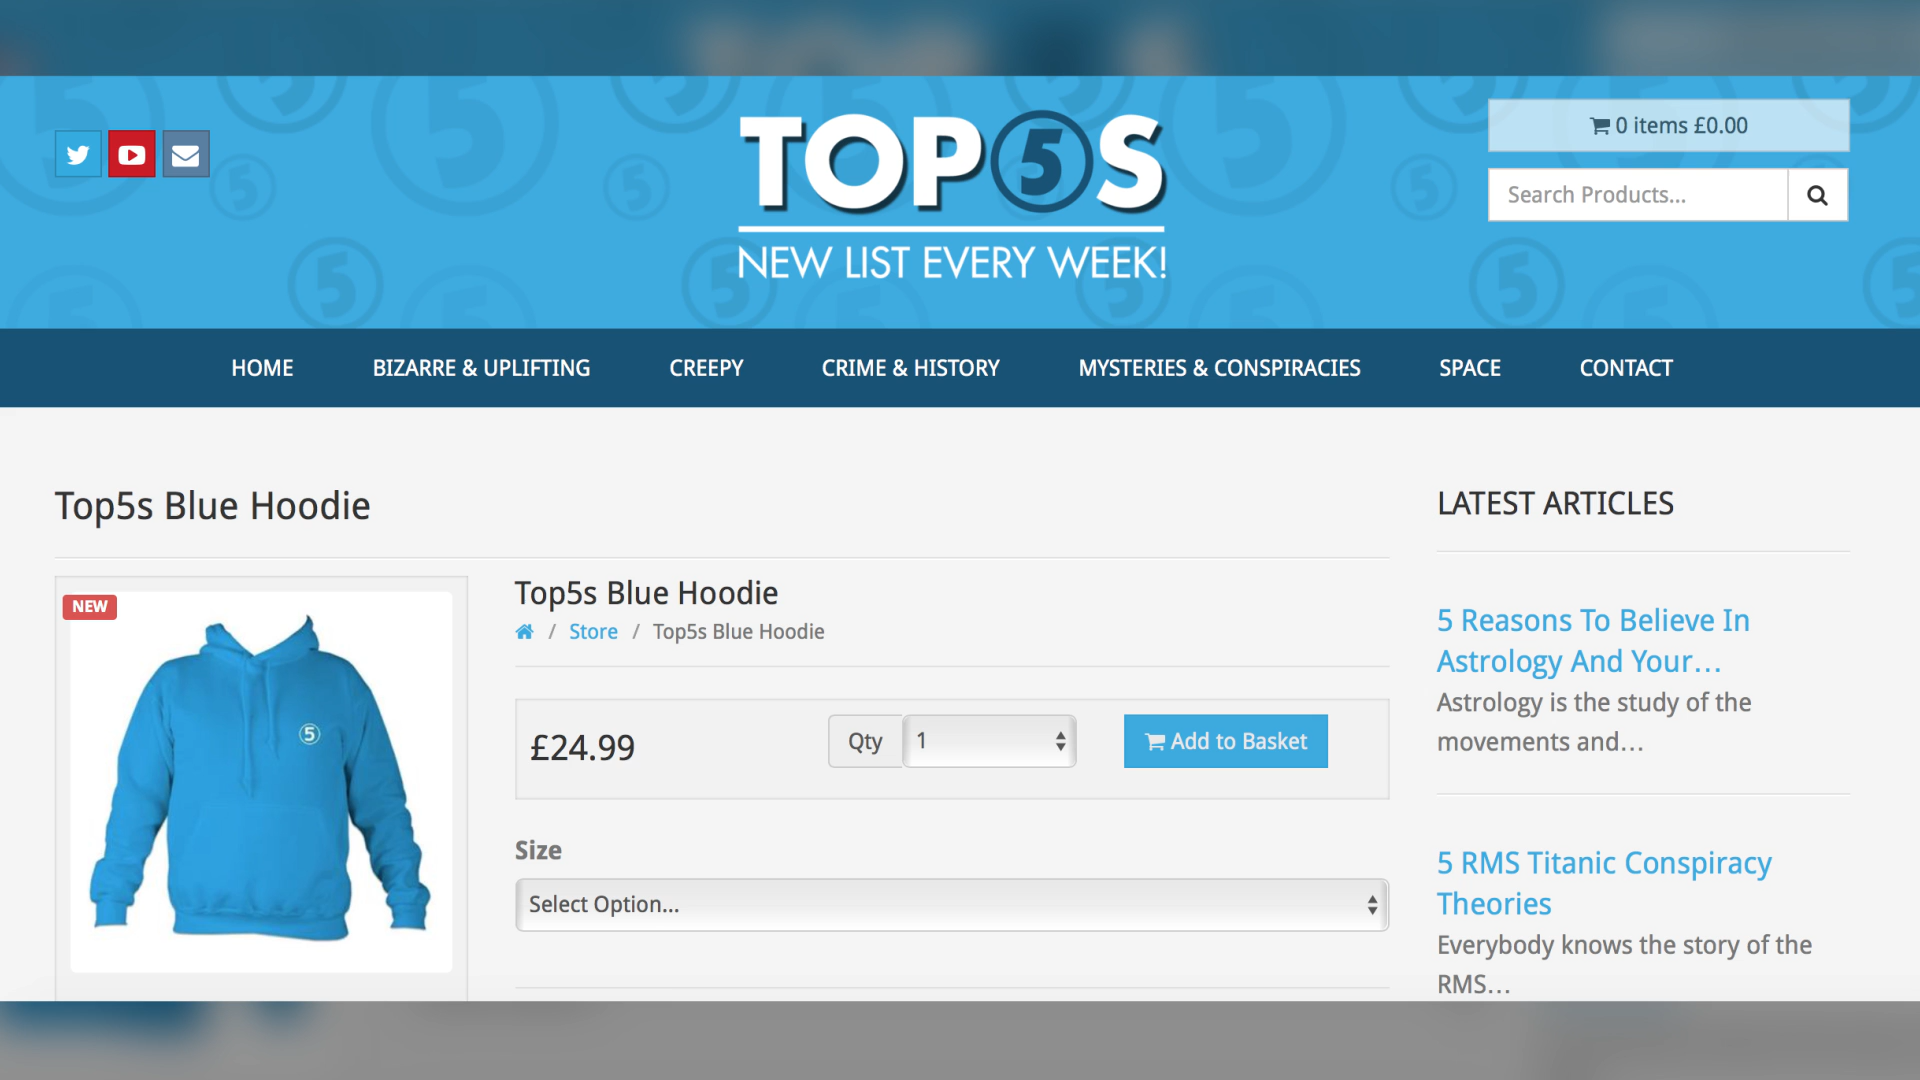 TOP5S
NEW LIST EVERY WEEK!
0 items £0.00
Search Products...
HOME
BIZARRE & UPLIFTING
CREEPY
CRIME & HISTORY
MYSTERIES & CONSPIRACIES
SPACE
CONTACT
Top5s Blue Hoodie
NEW
5
Top5s Blue Hoodie
/ Store / Top5s Blue Hoodie
£24.99
Qty
1
Add to Basket
Size
Select Option...
LATEST ARTICLES
5 Reasons To Believe In
Astrology And Your...
Astrology is the study of the
movements and...
5 RMS Titanic Conspiracy
Theories
Everybody knows the story of the
RMS...